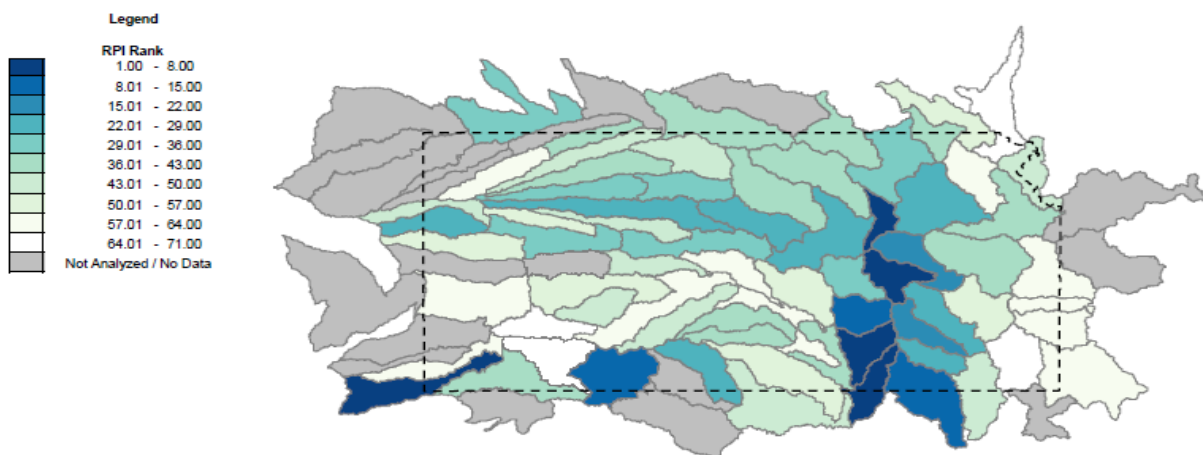 Legend
RPI Rank
1.00 - 8.00
8.01 - 15.00
15.01 - 22.00
22.01 - 29.00
29.01 - 36.00
36.01 - 43.00
43.01 - 50.00
50.01 - 57.00
57.01 - 64.00
64.01 - 71.00
Not Analyzed / No Data